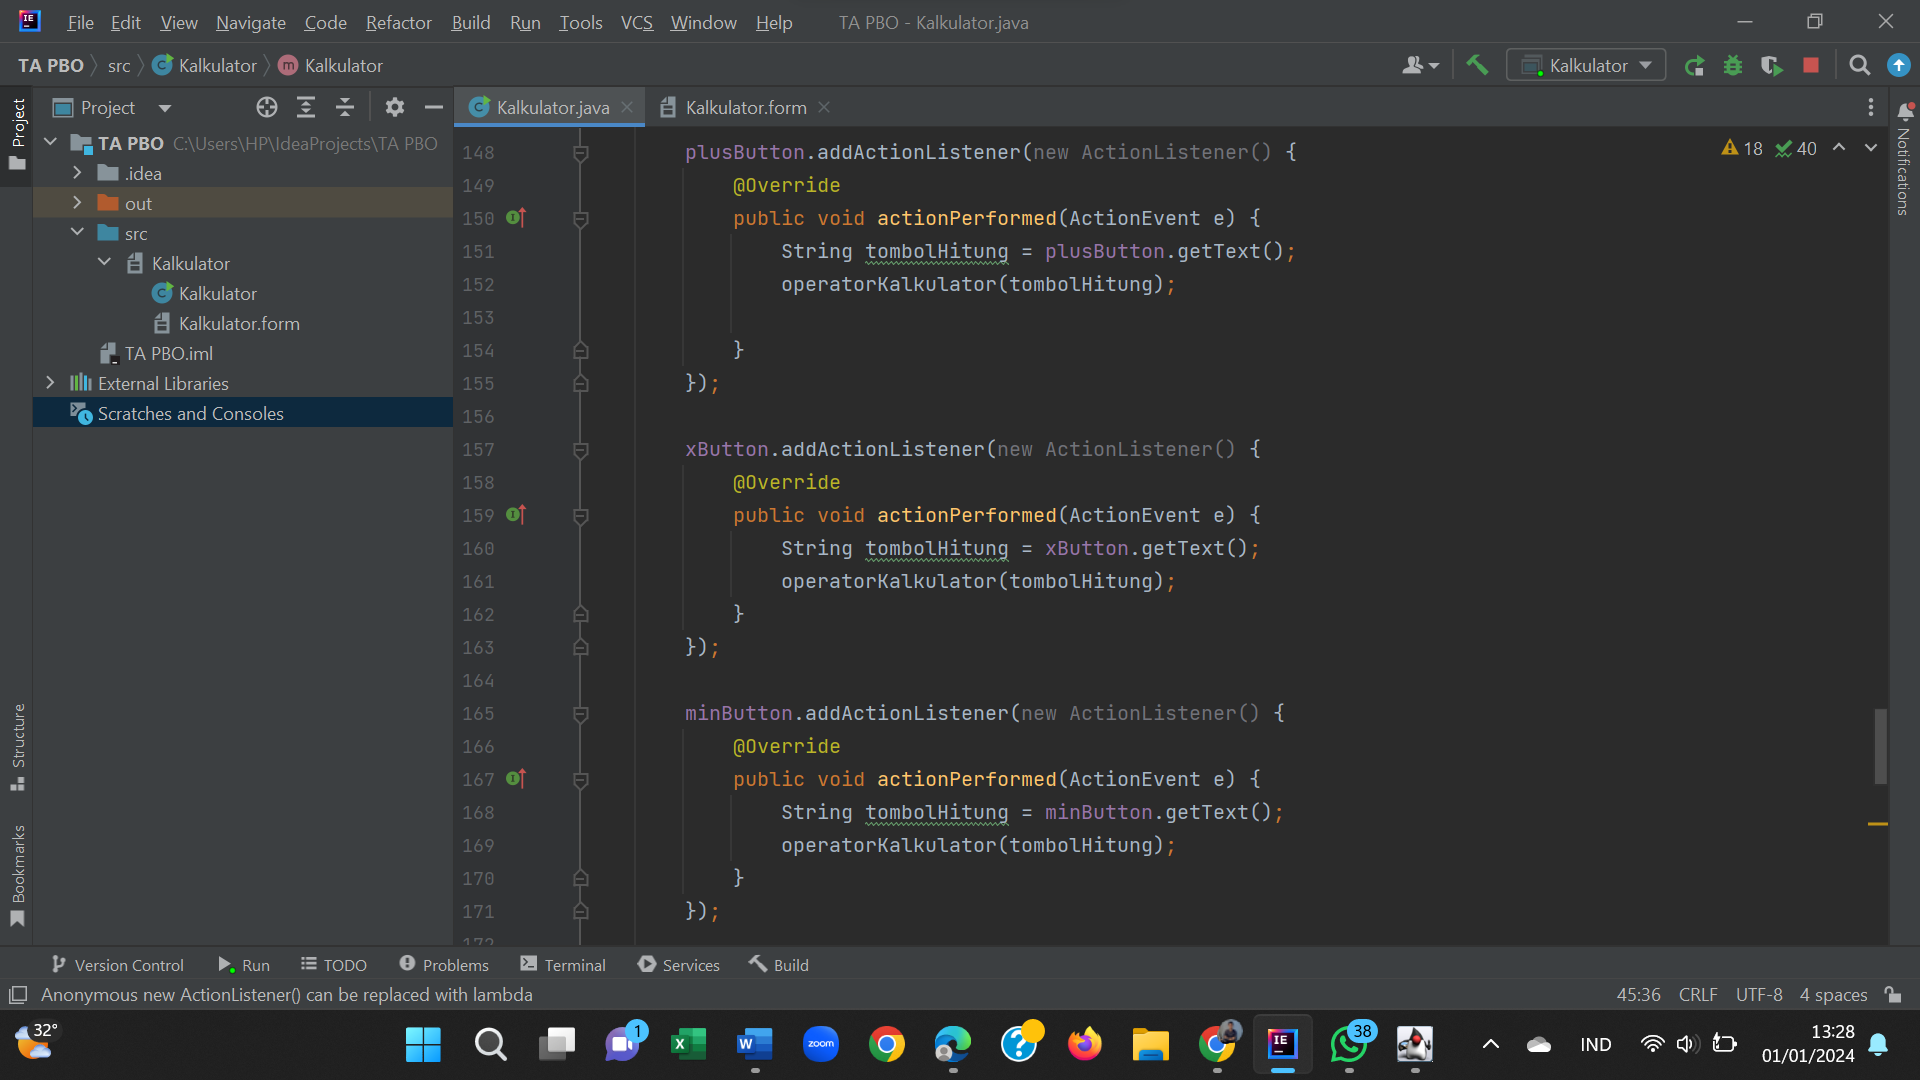 File Edit View Navigate Code Refactor Build Run Tools VCS Window Help TA PBO - Kalkulator.java
TA PBO src Kalkulator m Kalkulator Kalkulator
Project
Project
Kalkulator.java
Kalkulator.form
Notifications
TA PBO C:\Users\HP\IdeaProjects\TA PBO
.idea
out
src
Kalkulator
Kalkulator
Kalkulator.form
TA PBO.iml
External Libraries
Scratches and Consoles
Structure
Bookmarks
18 40
148 plusButton.addActionListener(new ActionListener() {
149 @Override
150 public void actionPerformed(ActionEvent e) {
151 String tombolHitung = plusButton.getText();
152 operatorKalkulator(tombolHitung);
153
154 }
155 });
156
157 xButton.addActionListener(new ActionListener() {
158 @Override
159 public void actionPerformed(ActionEvent e) {
160 String tombolHitung = xButton.getText();
161 operatorKalkulator(tombolHitung);
162 }
163 });
164
165 minButton.addActionListener(new ActionListener() {
166 @Override
167 public void actionPerformed(ActionEvent e) {
168 String tombolHitung = minButton.getText();
169 operatorKalkulator(tombolHitung);
170 }
171 });
172
Version Control Run TODO Problems Terminal Services Build
Anonymous new ActionListener() can be replaced with lambda 45:36 CRLF UTF-8 4 spaces
32° 1 zoom 38 IND 13:28
01/01/2024